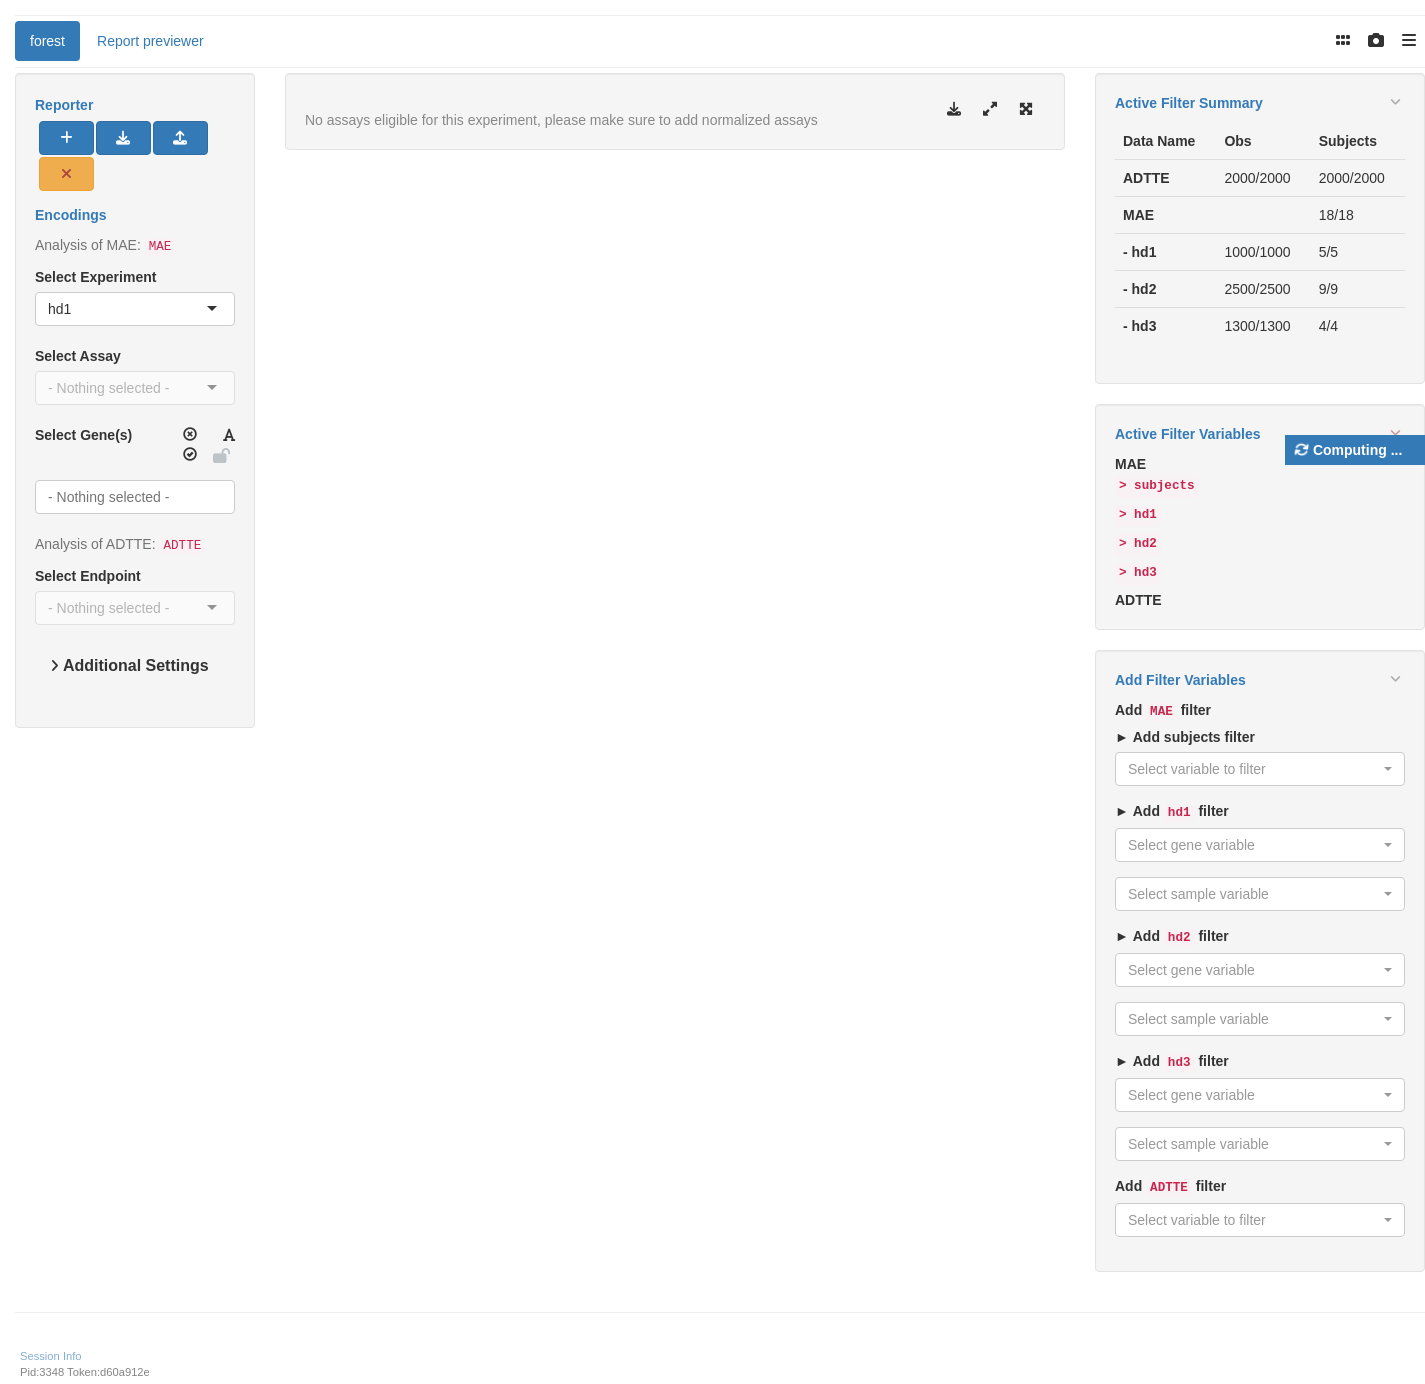 forest
Report previewer
Reporter
Encodings
Analysis of MAE: MAE
Select Experiment
hd1
Select Assay
- Nothing selected -
Select Gene(s)
- Nothing selected -
Analysis of ADTTE: ADTTE
Select Endpoint
- Nothing selected -
Additional Settings
No assays eligible for this experiment, please make sure to add normalized assays
Active Filter Summary
Data Name Obs Subjects
ADTTE 2000/2000 2000/2000
MAE 18/18
- hd1 1000/1000 5/5
- hd2 2500/2500 9/9
- hd3 1300/1300 4/4
Active Filter Variables
Computing ...
MAE
> subjects
> hd1
> hd2
> hd3
ADTTE
Add Filter Variables
Add MAE filter
► Add subjects filter
Select variable to filter
► Add hd1 filter
Select gene variable
Select sample variable
► Add hd2 filter
Select gene variable
Select sample variable
► Add hd3 filter
Select gene variable
Select sample variable
Add ADTTE filter
Select variable to filter
Session Info
Pid:3348 Token:d60a912e